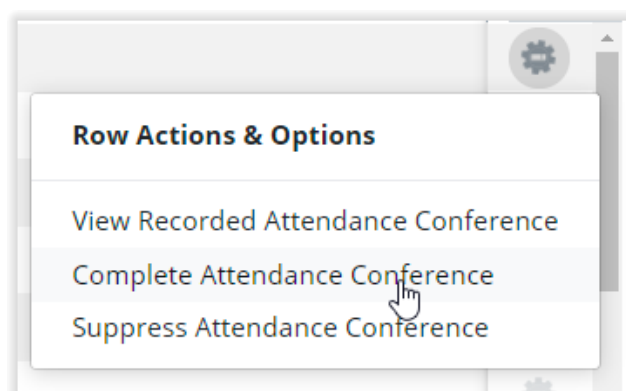 Row Actions & Options
View Recorded Attendance Conference
Complete Attendance Conference
Suppress Attendance Conference